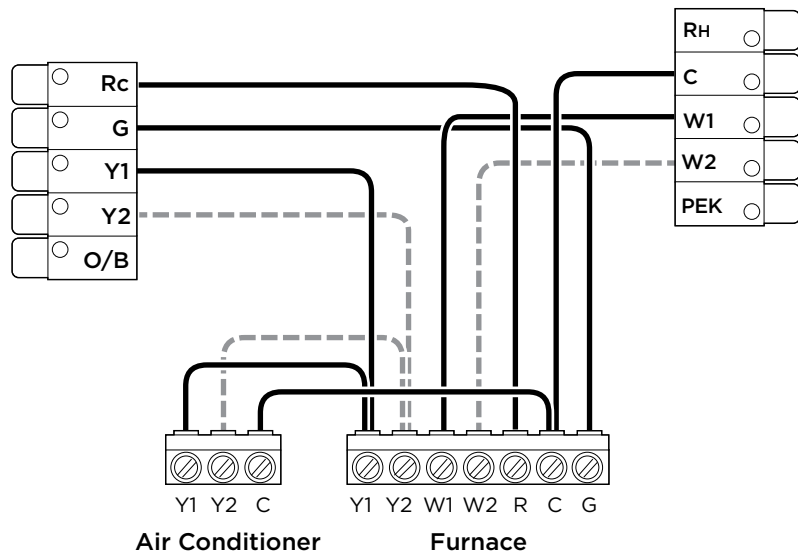 Rc
G
Y1
Y2
O/B
RH
C
W1
W2
PEK
Y1 Y2 C
Air Conditioner
Y1 Y2 W1 W2 R C G
Furnace